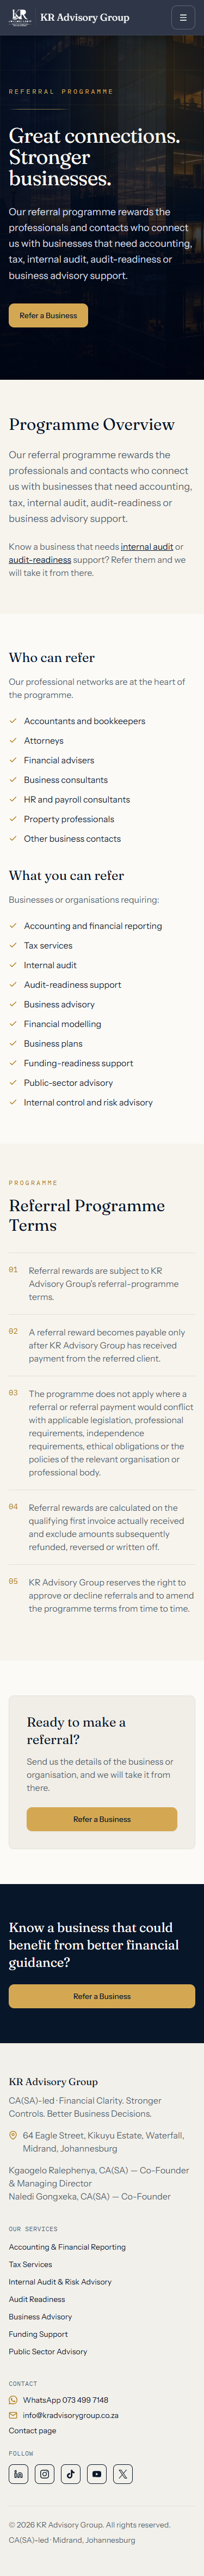 KR
KR Advisory Group
REFERRAL PROGRAMME
Great connections.
Stronger
businesses.
Our referral programme rewards the
professionals and contacts who connect
us with businesses that need accounting,
tax, internal audit, audit-readiness or
business advisory support.
Refer a Business
Programme Overview
Our referral programme rewards the
professionals and contacts who connect
us with businesses that need accounting,
tax, internal audit, audit-readiness or
business advisory support.
Know a business that needs internal audit or
audit-readiness support? Refer them and we
will take it from there.
Who can refer
Our professional networks are at the heart of
the programme.
Accountants and bookkeepers
Attorneys
Financial advisers
Business consultants
HR and payroll consultants
Property professionals
Other business contacts
What you can refer
Businesses or organisations requiring:
Accounting and financial reporting
Tax services
Internal audit
Audit-readiness support
Business advisory
Financial modelling
Business plans
Funding-readiness support
Public-sector advisory
Internal control and risk advisory
PROGRAMME
Referral Programme
Terms
01 Referral rewards are subject to KR
Advisory Group's referral-programme
terms.
02 A referral reward becomes payable only
after KR Advisory Group has received
payment from the referred client.
03 The programme does not apply where a
referral or referral payment would conflict
with applicable legislation, professional
requirements, independence
requirements, ethical obligations or the
policies of the relevant organisation or
professional body.
04 Referral rewards are calculated on the
qualifying first invoice actually received
and exclude amounts subsequently
refunded, reversed or written off.
05 KR Advisory Group reserves the right to
approve or decline referrals and to amend
the programme terms from time to time.
Ready to make a
referral?
Send us the details of the business or
organisation, and we will take it from
there.
Refer a Business
Know a business that could
benefit from better financial
guidance?
Refer a Business
KR Advisory Group
CA(SA)-led · Financial Clarity. Stronger
Controls. Better Business Decisions.
64 Eagle Street, Kikuyu Estate, Waterfall,
Midrand, Johannesburg
Kgaogelo Ralephenya, CA(SA) — Co-Founder
& Managing Director
Naledi Gongxeka, CA(SA) — Co-Founder
OUR SERVICES
Accounting & Financial Reporting
Tax Services
Internal Audit & Risk Advisory
Audit Readiness
Business Advisory
Funding Support
Public Sector Advisory
CONTACT
WhatsApp 073 499 7148
info@kradvisorygroup.co.za
Contact page
FOLLOW
© 2026 KR Advisory Group. All rights reserved.
CA(SA)-led · Midrand, Johannesburg